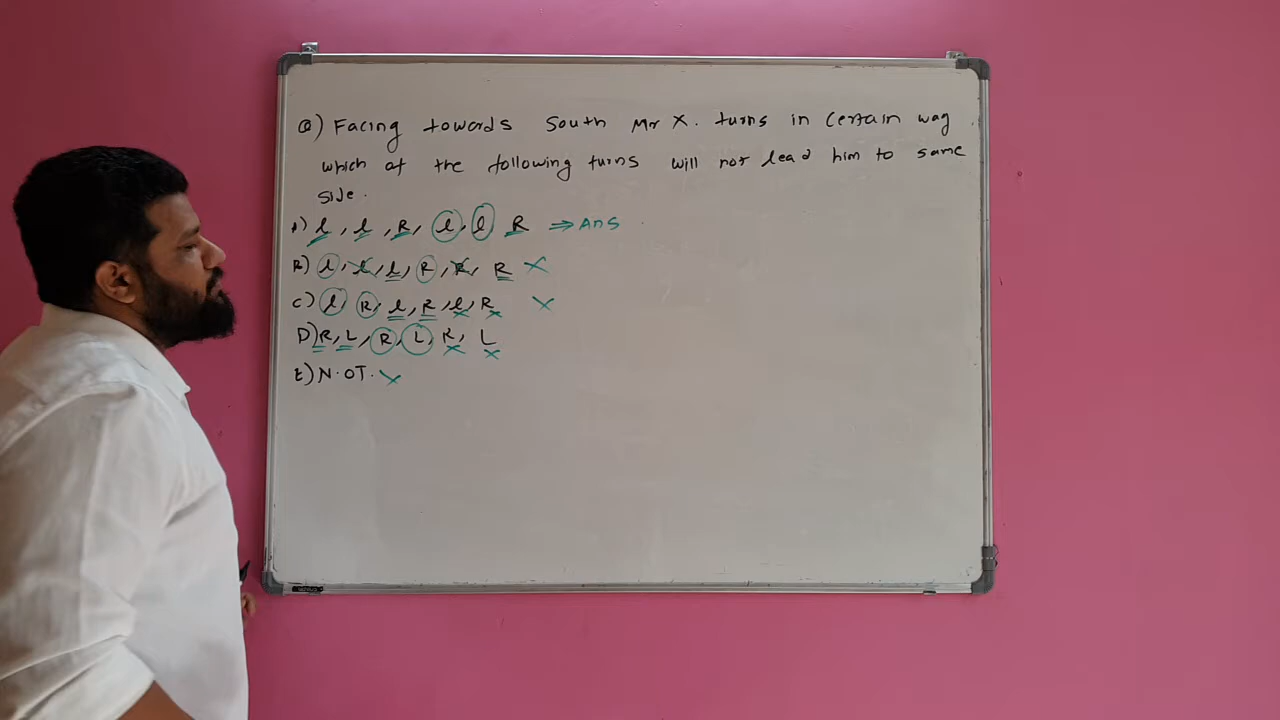 Q) Facing towards South Mr X. turns in Certain way
which of the following turns will not lead him to same
side.
A) l, l, R, l, l R ⇒ Ans
B) l, l, l, R, R, R ×
C) l, R, l, R, l, R ×
D) R, L, R, L, R, L
E) N.OT. ×